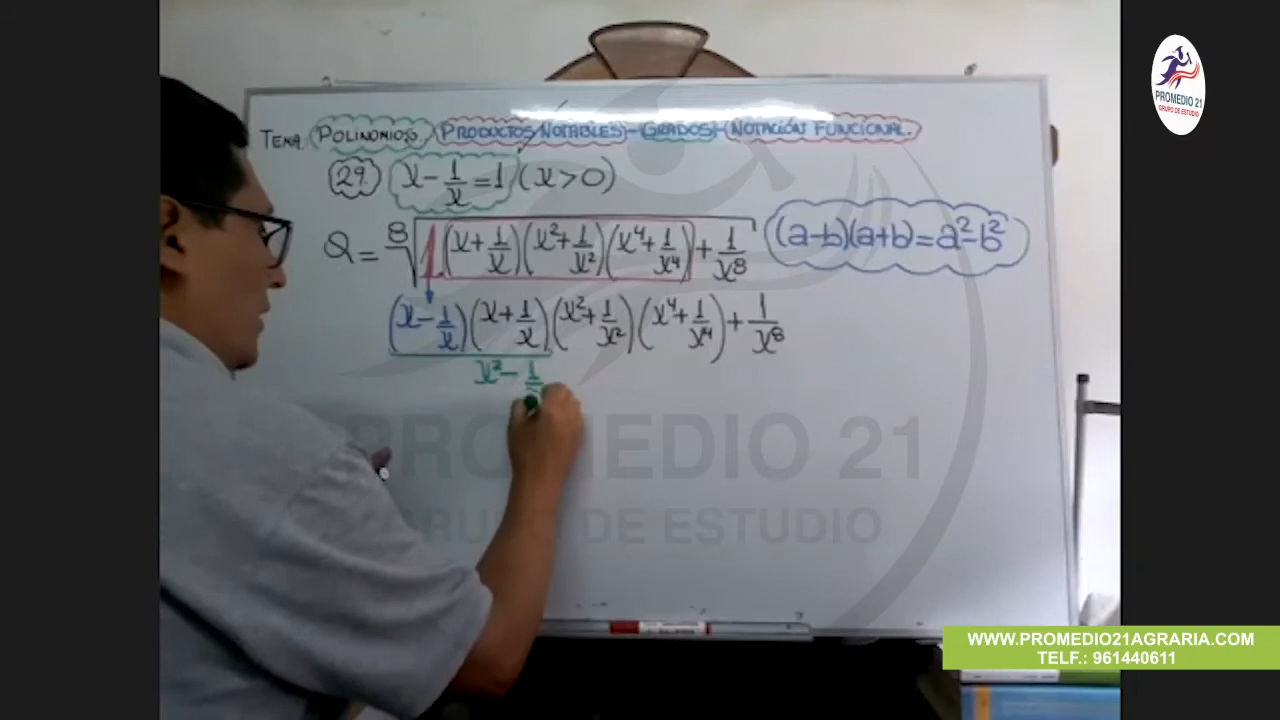 TEMA: POLINOMIOS, PRODUCTOS NOTABLES - GRADOS - NOTACIÓN FUNCIONAL.
29. x - 1/x = 1 (x > 0)
Q = ⁸√(1.(x + 1/x)(x² + 1/x²)(x⁴ + 1/x⁴) + 1/x⁸)
(a-b)(a+b) = a² - b²
(x - 1/x)(x + 1/x)(x² + 1/x²)(x⁴ + 1/x⁴) + 1/x⁸
x² - 1
PROMEDIO 21
GRUPO DE ESTUDIO
PROMEDIO 21
GRUPO DE ESTUDIO
WWW.PROMEDIO21AGRARIA.COM
TELF.: 961440611